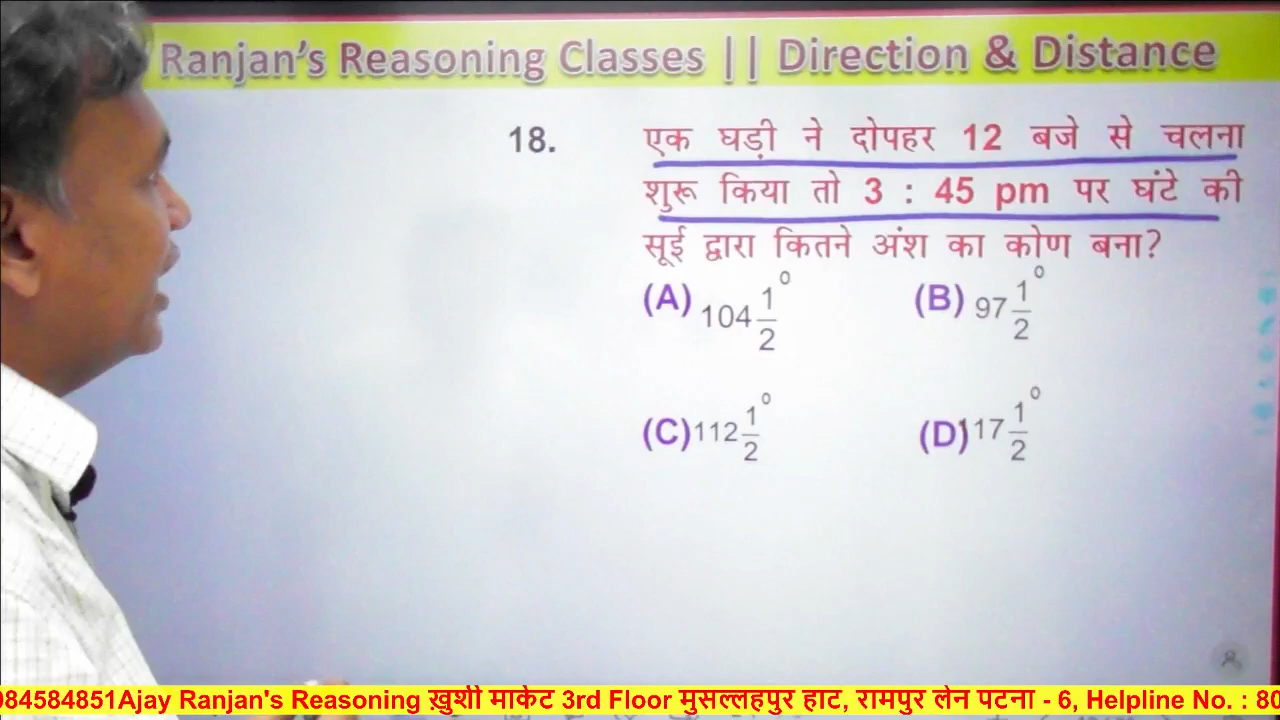 Ranjan's Reasoning Classes || Direction & Distance
18. एक घड़ी ने दोपहर 12 बजे से चलना
शुरू किया तो 3 : 45 pm पर घंटे की
सूई द्वारा कितने अंश का कोण बना?
(A) 104 1/2° (B) 97 1/2°
(C) 112 1/2° (D) 117 1/2°
984584851Ajay Ranjan's Reasoning ख़ुशी मार्केट 3rd Floor मुसल्लहपुर हाट, रामपुर लेन पटना - 6, Helpline No. : 80